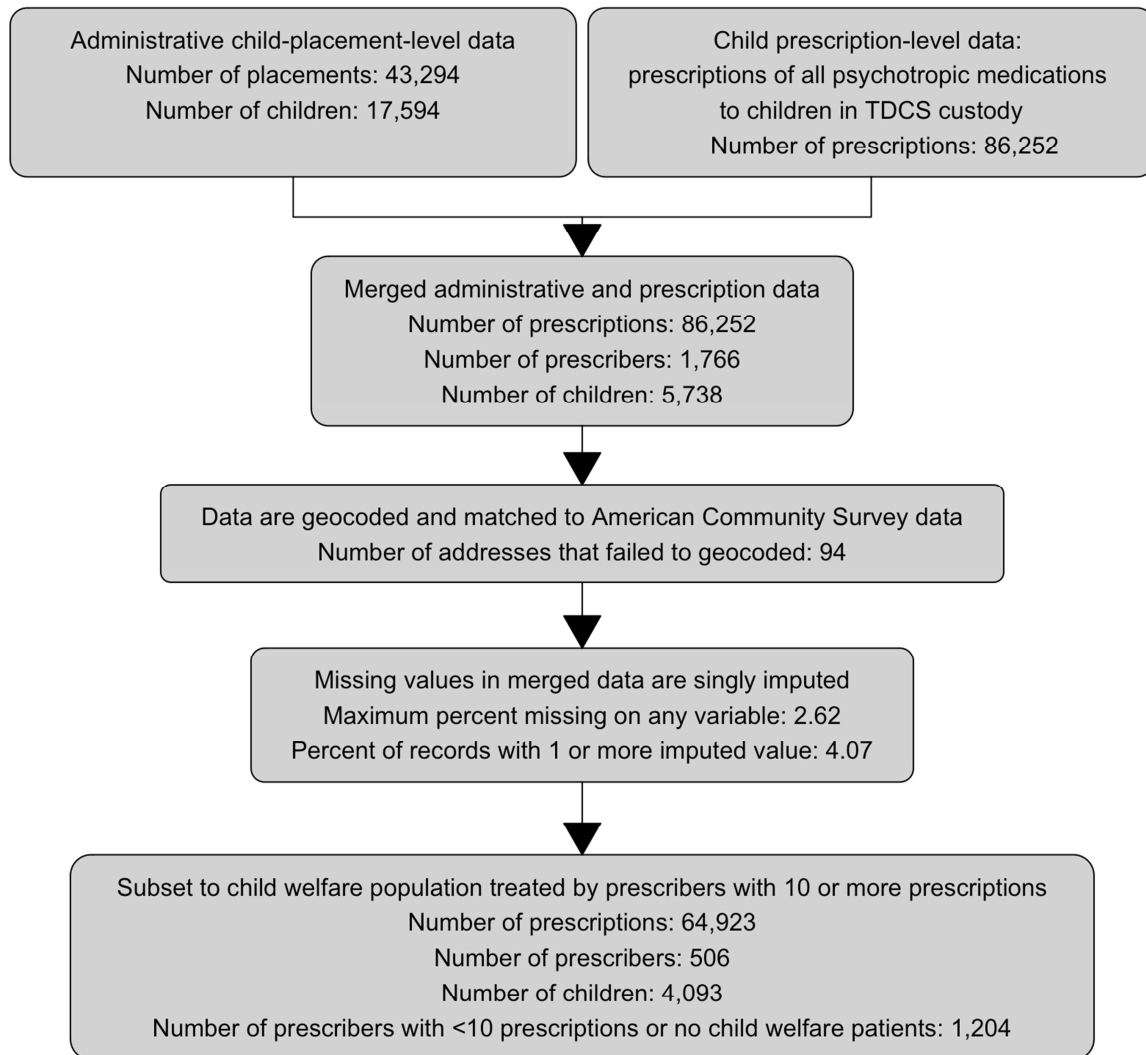 Administrative child-placement-level data
Number of placements: 43,294
Number of children: 17,594
Child prescription-level data:
prescriptions of all psychotropic medications
to children in TDCS custody
Number of prescriptions: 86,252
Merged administrative and prescription data
Number of prescriptions: 86,252
Number of prescribers: 1,766
Number of children: 5,738
Data are geocoded and matched to American Community Survey data
Number of addresses that failed to geocoded: 94
Missing values in merged data are singly imputed
Maximum percent missing on any variable: 2.62
Percent of records with 1 or more imputed value: 4.07
Subset to child welfare population treated by prescribers with 10 or more prescriptions
Number of prescriptions: 64,923
Number of prescribers: 506
Number of children: 4,093
Number of prescribers with <10 prescriptions or no child welfare patients: 1,204